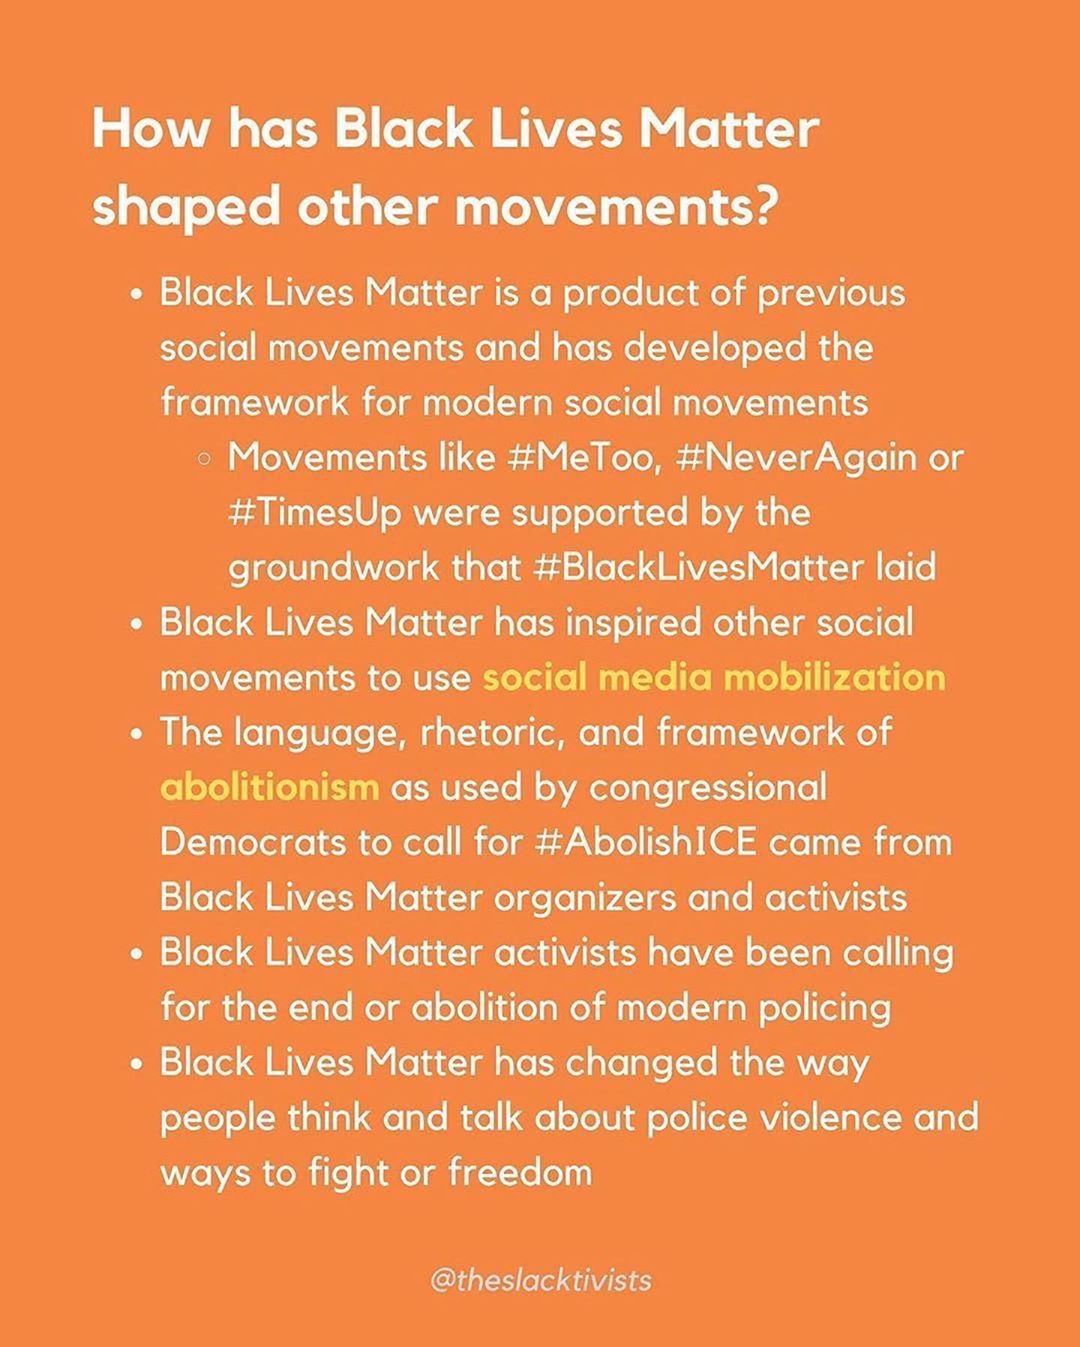 How has Black Lives Matter
shaped other movements?
• Black Lives Matter is a product of previous
social movements and has developed the
framework for modern social movements
◦ Movements like #MeToo, #NeverAgain or
#TimesUp were supported by the
groundwork that #BlackLivesMatter laid
• Black Lives Matter has inspired other social
movements to use social media mobilization
• The language, rhetoric, and framework of
abolitionism as used by congressional
Democrats to call for #AbolishICE came from
Black Lives Matter organizers and activists
• Black Lives Matter activists have been calling
for the end or abolition of modern policing
• Black Lives Matter has changed the way
people think and talk about police violence and
ways to fight or freedom
@theslacktivists